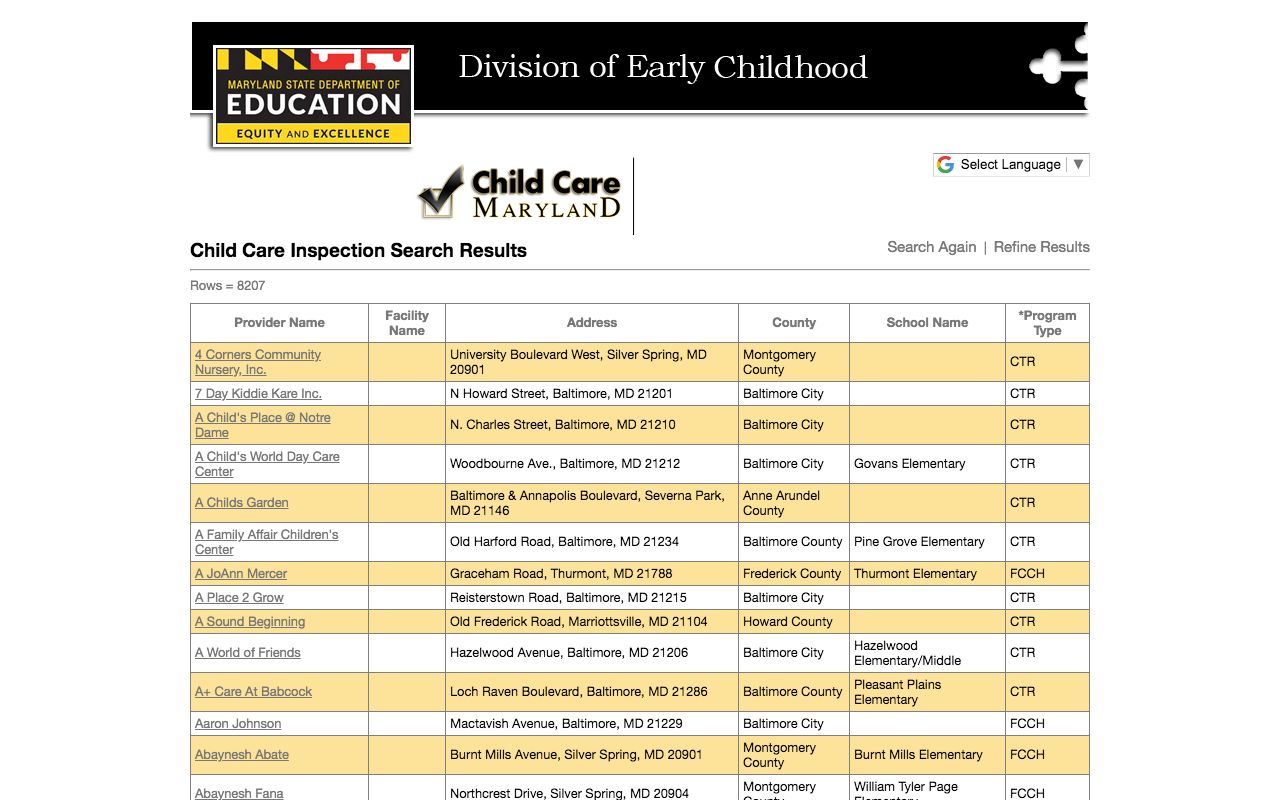 Division of Early Childhood
MARYLAND STATE DEPARTMENT OF
EDUCATION
EQUITY AND EXCELLENCE
Select Language ▼
Child Care
MARYLAND
Child Care Inspection Search Results
Search Again | Refine Results
Rows = 8207
Provider Name Facility Name Address County School Name *Program Type
4 Corners Community Nursery, Inc. University Boulevard West, Silver Spring, MD 20901 Montgomery County CTR
7 Day Kiddie Kare Inc. N Howard Street, Baltimore, MD 21201 Baltimore City CTR
A Child's Place @ Notre Dame N. Charles Street, Baltimore, MD 21210 Baltimore City CTR
A Child's World Day Care Center Woodbourne Ave., Baltimore, MD 21212 Baltimore City Govans Elementary CTR
A Childs Garden Baltimore & Annapolis Boulevard, Severna Park, MD 21146 Anne Arundel County CTR
A Family Affair Children's Center Old Harford Road, Baltimore, MD 21234 Baltimore County Pine Grove Elementary CTR
A JoAnn Mercer Graceham Road, Thurmont, MD 21788 Frederick County Thurmont Elementary FCCH
A Place 2 Grow Reisterstown Road, Baltimore, MD 21215 Baltimore City CTR
A Sound Beginning Old Frederick Road, Marriottsville, MD 21104 Howard County CTR
A World of Friends Hazelwood Avenue, Baltimore, MD 21206 Baltimore City Hazelwood Elementary/Middle CTR
A+ Care At Babcock Loch Raven Boulevard, Baltimore, MD 21286 Baltimore County Pleasant Plains Elementary CTR
Aaron Johnson Mactavish Avenue, Baltimore, MD 21229 Baltimore City FCCH
Abaynesh Abate Burnt Mills Avenue, Silver Spring, MD 20901 Montgomery County Burnt Mills Elementary FCCH
Abaynesh Fana Northcrest Drive, Silver Spring, MD 20904 Montgomery William Tyler Page FCCH